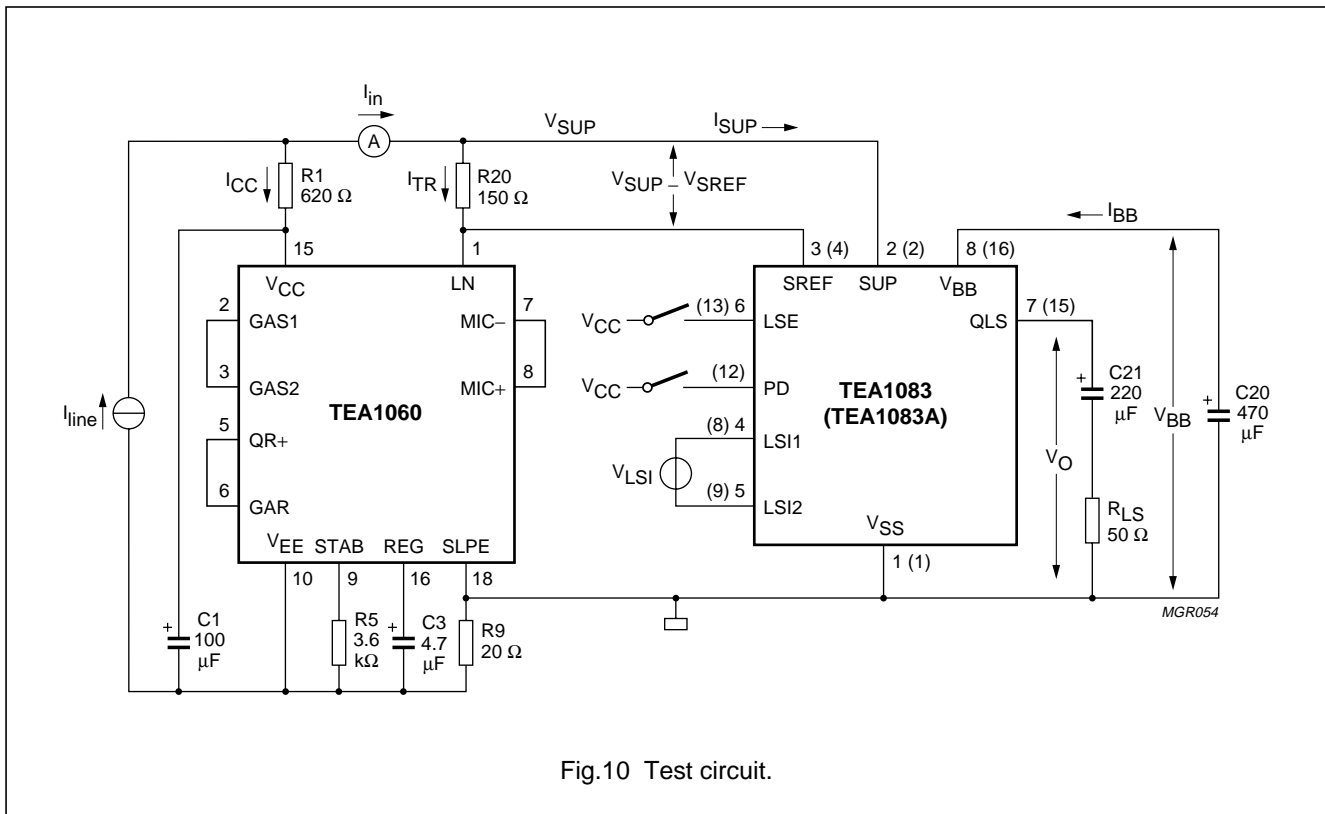 I_in
A
V_SUP
I_SUP
I_CC
R1
620 Ω
I_TR
R20
150 Ω
V_SUP – V_SREF
I_BB
15
1
3 (4)
2 (2)
8 (16)
V_CC
LN
SREF
SUP
V_BB
2
GAS1
MIC–
7
V_CC
(13) 6
LSE
QLS
7 (15)
3
GAS2
MIC+
8
V_CC
(12)
PD
TEA1060
TEA1083
(TEA1083A)
C21
220
μF
+
C20
470
μF
+
I_line
5
QR+
V_LSI
(8) 4
LSI1
V_O
V_BB
6
GAR
(9) 5
LSI2
R_LS
50 Ω
V_EE
STAB
REG
SLPE
V_SS
10
9
16
18
1 (1)
MGR054
C1
100
μF
+
R5
3.6
kΩ
C3
4.7
μF
+
R9
20 Ω
Fig.10 Test circuit.